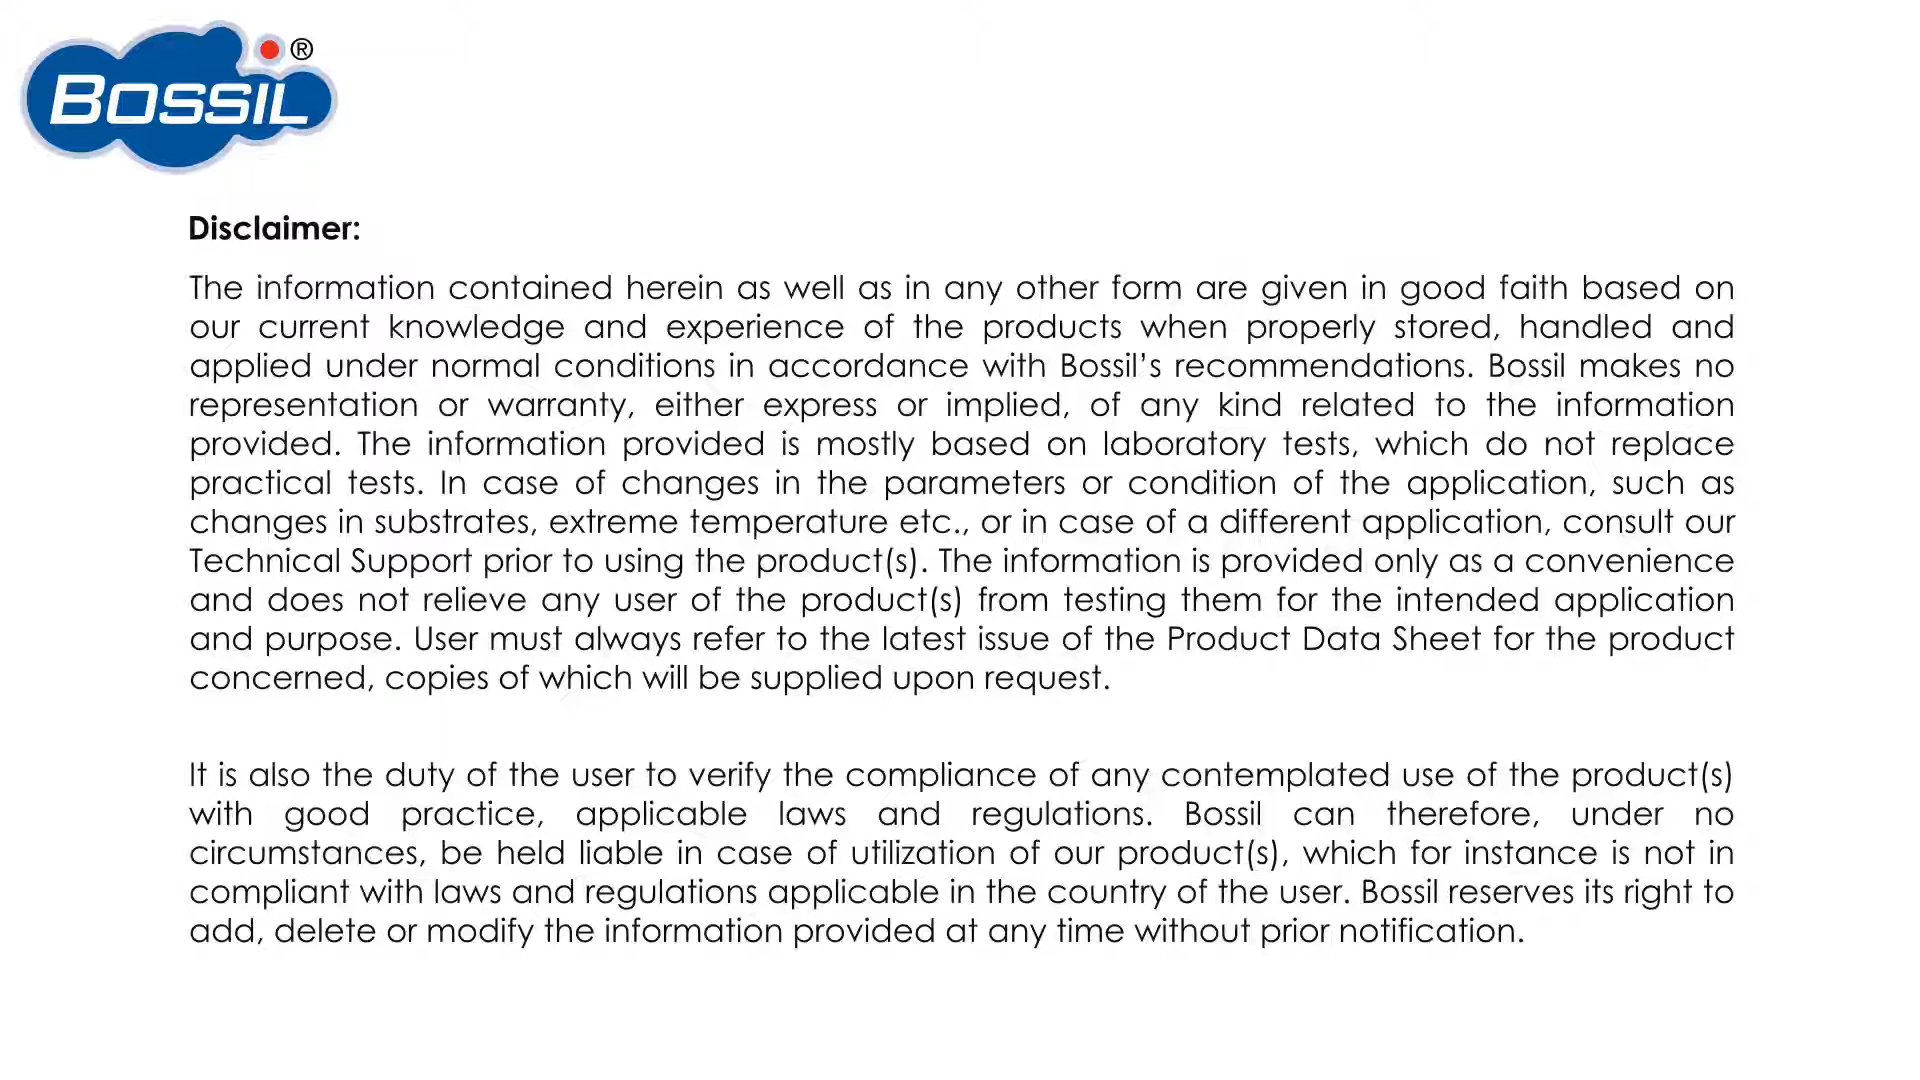 BOSSIL ®
Disclaimer:
The information contained herein as well as in any other form are given in good faith based on
our current knowledge and experience of the products when properly stored, handled and
applied under normal conditions in accordance with Bossil’s recommendations. Bossil makes no
representation or warranty, either express or implied, of any kind related to the information
provided. The information provided is mostly based on laboratory tests, which do not replace
practical tests. In case of changes in the parameters or condition of the application, such as
changes in substrates, extreme temperature etc., or in case of a different application, consult our
Technical Support prior to using the product(s). The information is provided only as a convenience
and does not relieve any user of the product(s) from testing them for the intended application
and purpose. User must always refer to the latest issue of the Product Data Sheet for the product
concerned, copies of which will be supplied upon request.
It is also the duty of the user to verify the compliance of any contemplated use of the product(s)
with good practice, applicable laws and regulations. Bossil can therefore, under no
circumstances, be held liable in case of utilization of our product(s), which for instance is not in
compliant with laws and regulations applicable in the country of the user. Bossil reserves its right to
add, delete or modify the information provided at any time without prior notification.